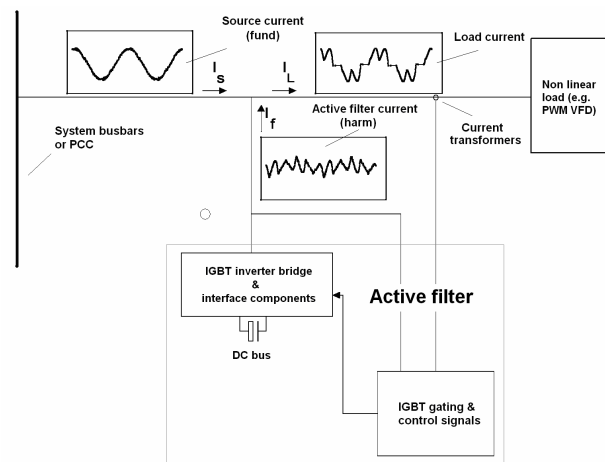 Source current
(fund)
Load current
I
S
I
L
Non linear
load (e.g.
PWM VFD)
Active filter current
(harm)
I
f
Current
transformers
System busbars
or PCC
IGBT inverter bridge
&
interface components
Active filter
DC bus
IGBT gating &
control signals